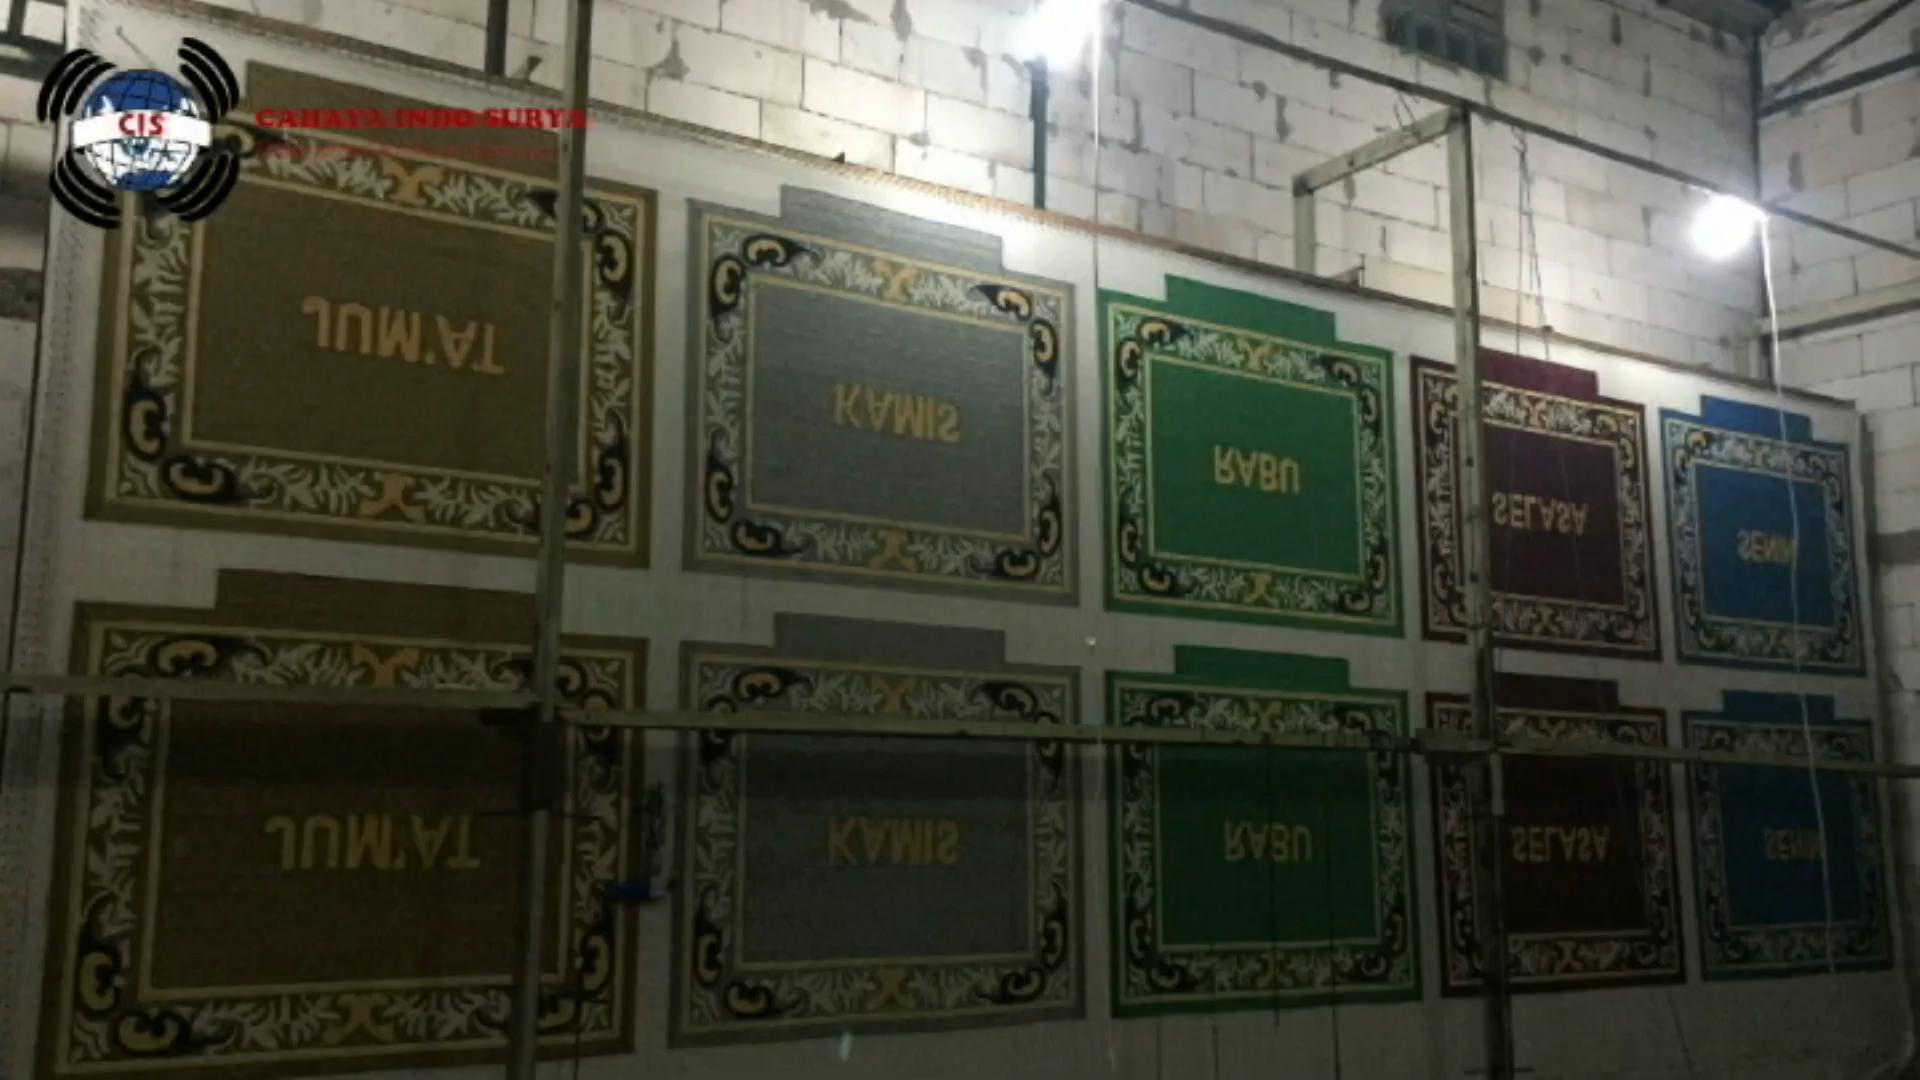 CIS
CAHAYA INDO SURYA
JUM'AT
KAMIS
RABU
SELASA
SENIN
JUM'AT
KAMIS
RABU
SELASA
SENIN